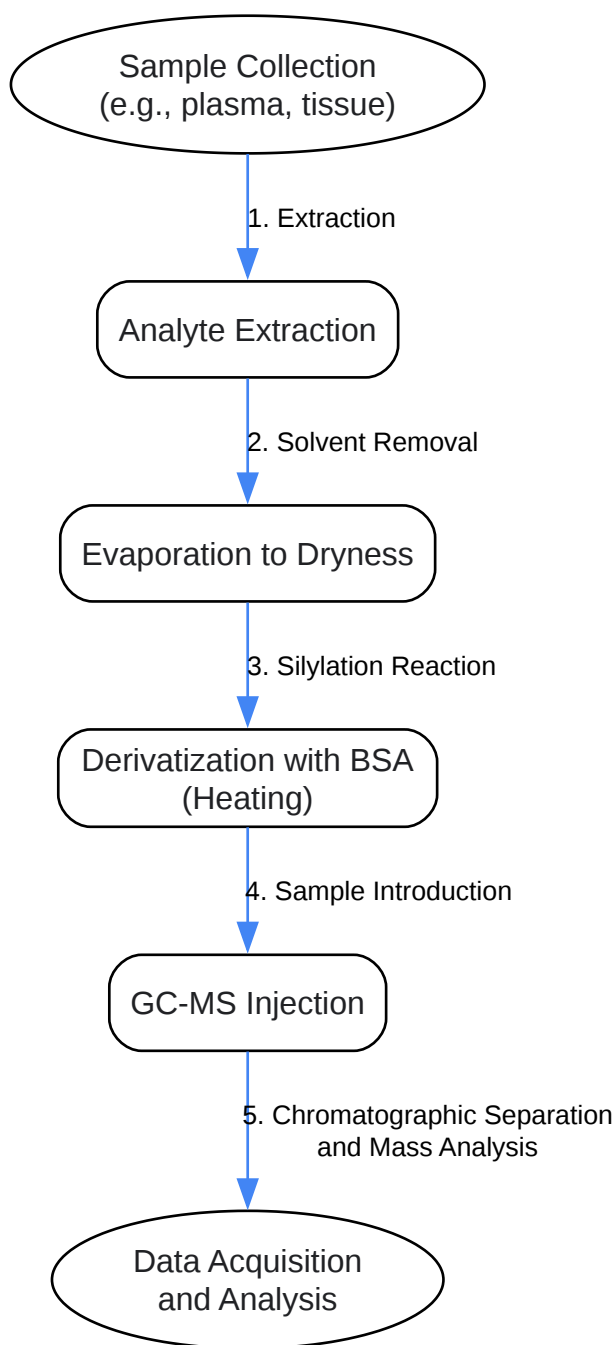 Sample Collection
(e.g., plasma, tissue)
1. Extraction
Analyte Extraction
2. Solvent Removal
Evaporation to Dryness
3. Silylation Reaction
Derivatization with BSA
(Heating)
4. Sample Introduction
GC-MS Injection
5. Chromatographic Separation
and Mass Analysis
Data Acquisition
and Analysis